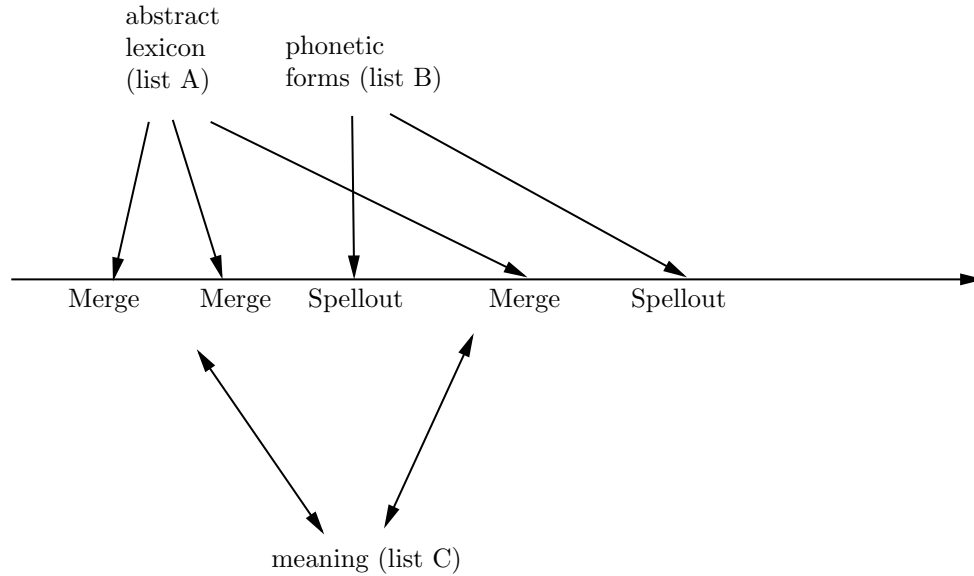 abstract
lexicon
(list A)
phonetic
forms (list B)
Merge
Merge
Spellout
Merge
Spellout
meaning (list C)